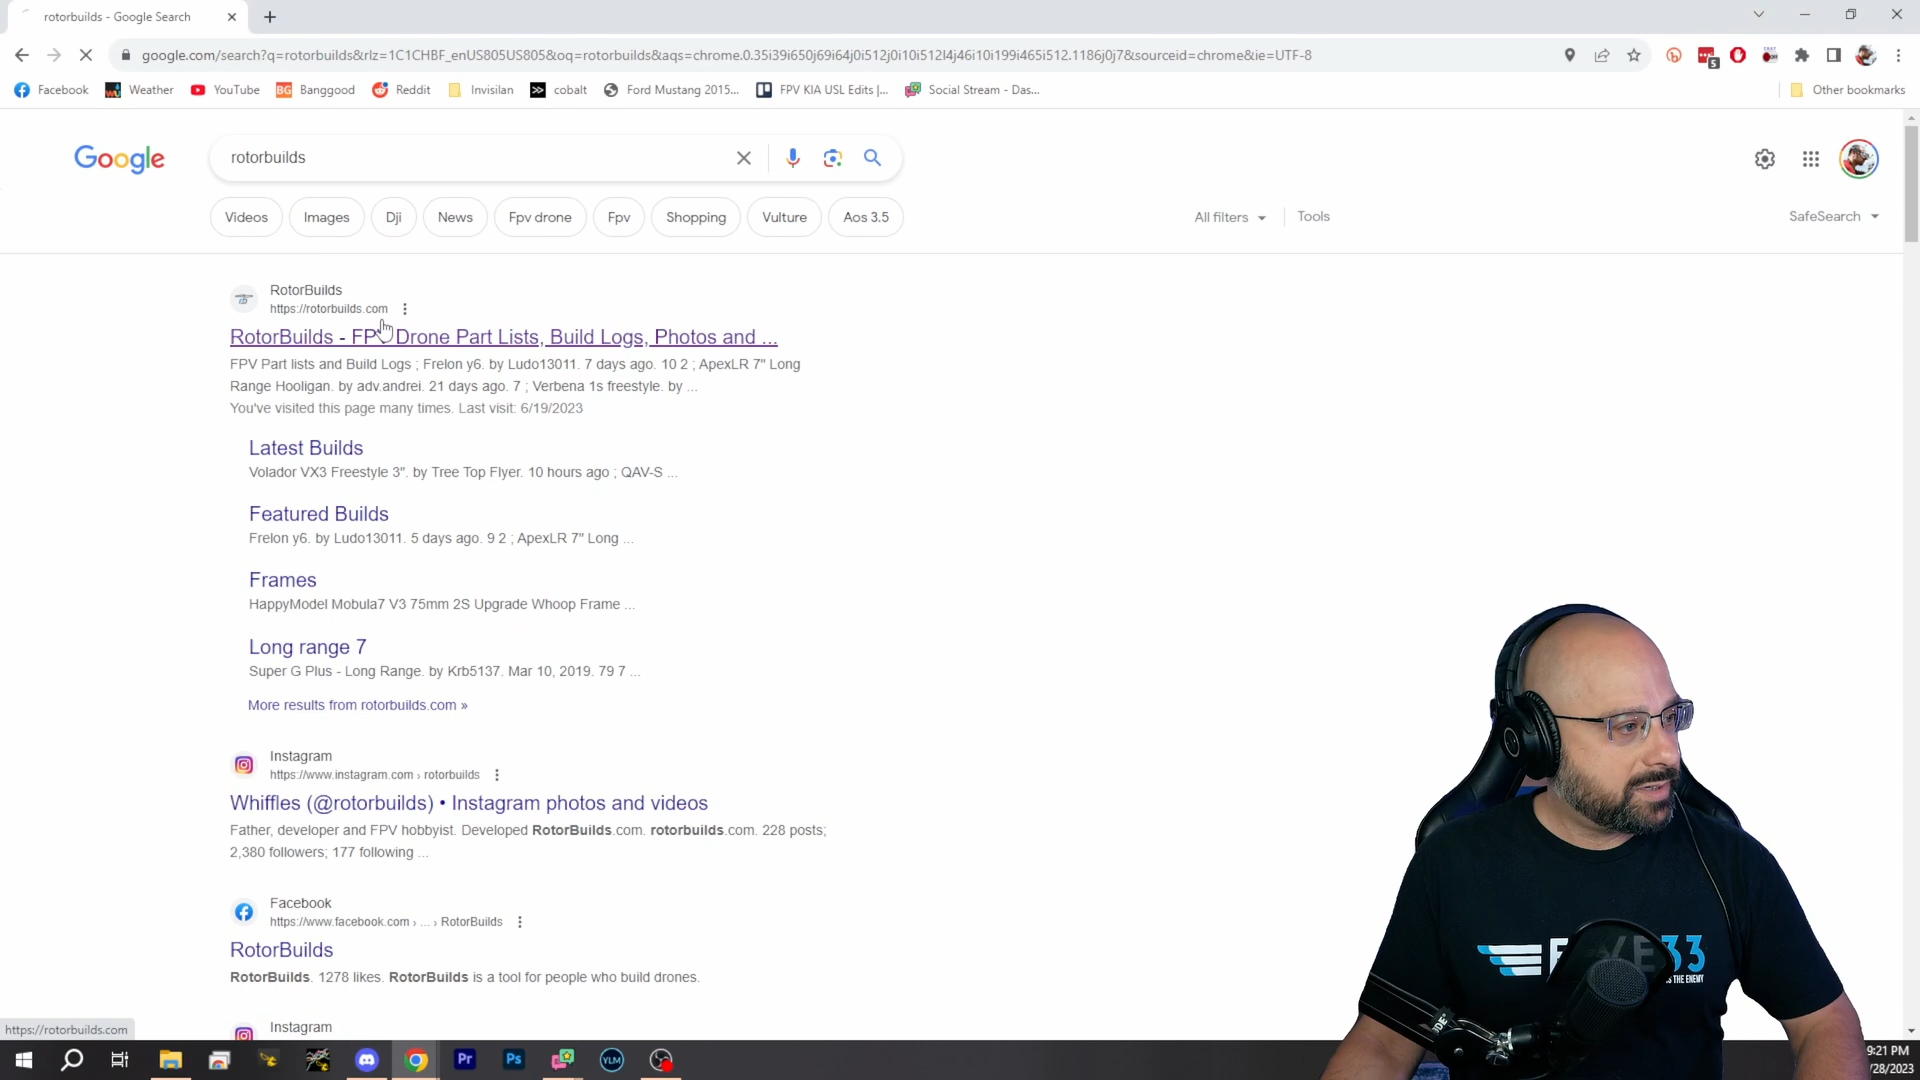 rotorbuilds - Google Search
google.com/search?q=rotorbuilds&rlz=1C1CHBF_enUS805US805&oq=rotorbuilds&aqs=chrome.0.35i39i650j69i64j0i512j0i10i512l4j46i10i199i465i512.1186j0j7&sourceid=chrome&ie=UTF-8
Facebook Weather YouTube Banggood Reddit Invisilan cobalt Ford Mustang 2015... FPV KIA USL Edits |... Social Stream - Das... Other bookmarks
Google
rotorbuilds
Videos Images Dji News Fpv drone Fpv Shopping Vulture Aos 3.5 All filters Tools SafeSearch
RotorBuilds
https://rotorbuilds.com
RotorBuilds - FPV Drone Part Lists, Build Logs, Photos and ...
FPV Part lists and Build Logs ; Frelon y6. by Ludo13011. 7 days ago. 10 2 ; ApexLR 7" Long
Range Hooligan. by adv.andrei. 21 days ago. 7 ; Verbena 1s freestyle. by ...
You've visited this page many times. Last visit: 6/19/2023
Latest Builds
Volador VX3 Freestyle 3". by Tree Top Flyer. 10 hours ago ; QAV-S ...
Featured Builds
Frelon y6. by Ludo13011. 5 days ago. 9 2 ; ApexLR 7" Long ...
Frames
HappyModel Mobula7 V3 75mm 2S Upgrade Whoop Frame ...
Long range 7
Super G Plus - Long Range. by Krb5137. Mar 10, 2019. 79 7 ...
More results from rotorbuilds.com »
Instagram
https://www.instagram.com › rotorbuilds
Whiffles (@rotorbuilds) • Instagram photos and videos
Father, developer and FPV hobbyist. Developed RotorBuilds.com. rotorbuilds.com. 228 posts;
2,380 followers; 177 following ...
Facebook
https://www.facebook.com › ... › RotorBuilds
RotorBuilds
RotorBuilds. 1278 likes. RotorBuilds is a tool for people who build drones.
Instagram
https://rotorbuilds.com
Pr Ps YLM
9:21 PM
/28/2023
THE ENEMY